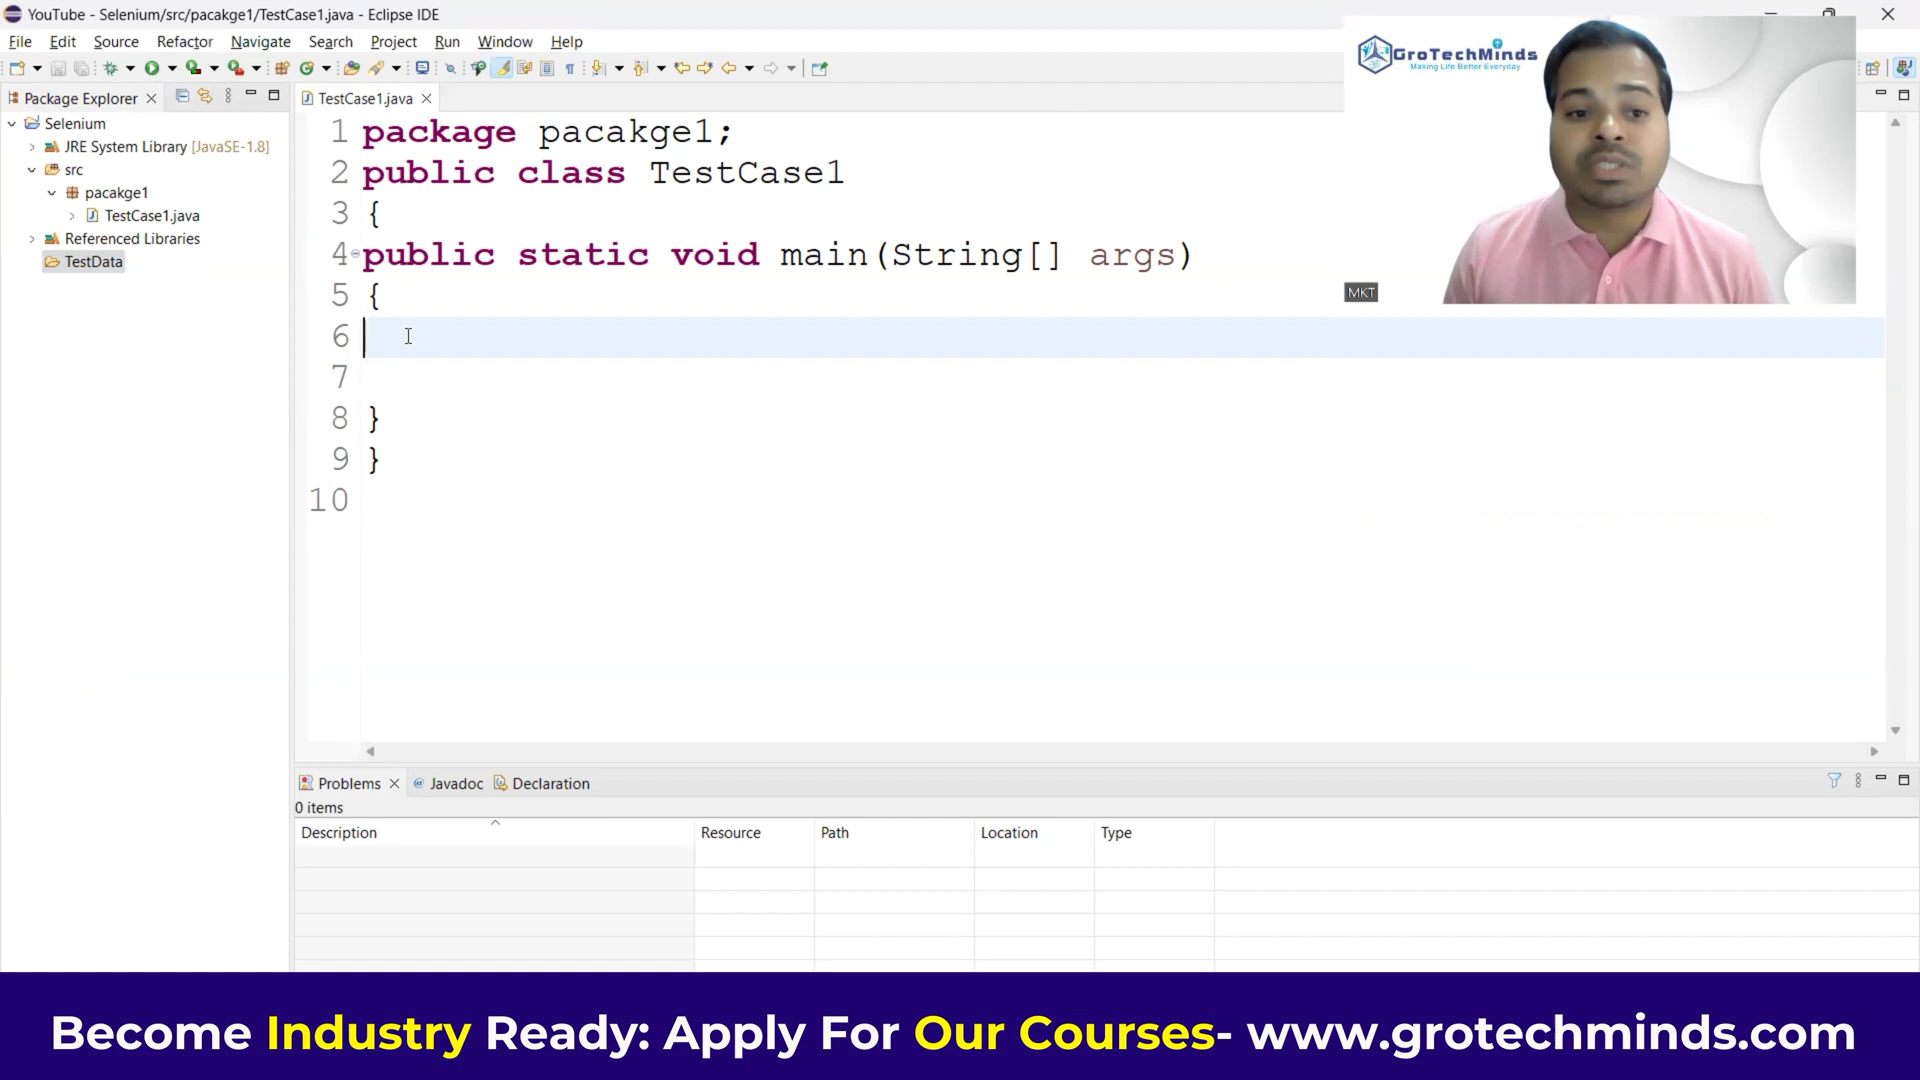 YouTube - Selenium/src/pacakge1/TestCase1.java - Eclipse IDE
File Edit Source Refactor Navigate Search Project Run Window Help
GroTechMinds
Making Life Better Everyday
Package Explorer
TestCase1.java
Selenium
JRE System Library [JavaSE-1.8]
src
pacakge1
TestCase1.java
Referenced Libraries
TestData
1 package pacakge1;
2 public class TestCase1
3 {
4 public static void main(String[] args)
5 {
6
7
8 }
9 }
10
MKT
Problems Javadoc Declaration
0 items
Description Resource Path Location Type
Become Industry Ready: Apply For Our Courses- www.grotechminds.com